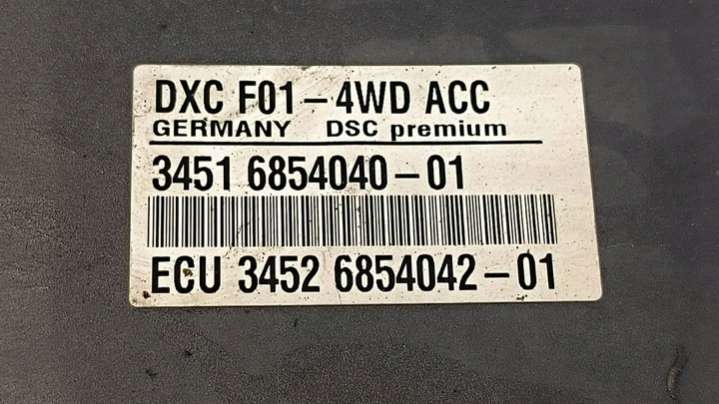 DXC F01-4WD ACC
GERMANY DSC premium
3451 6854040-01
ECU 3452 6854042-01